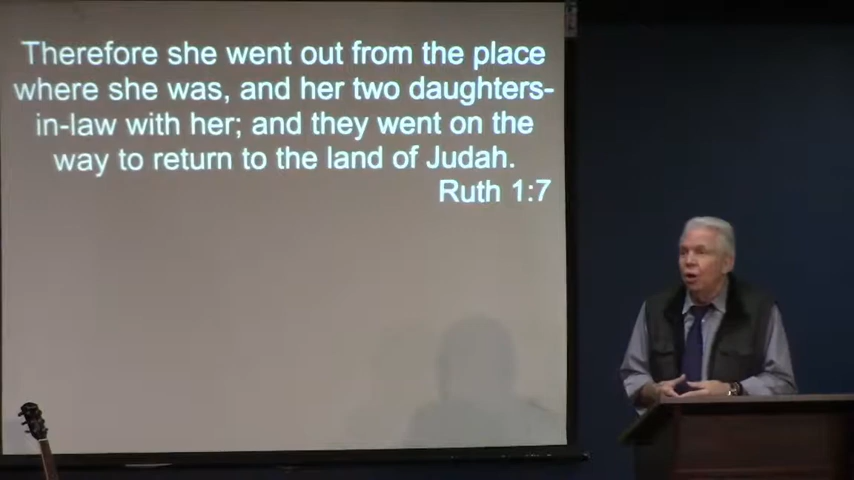 Therefore she went out from the place
where she was, and her two daughters-
in-law with her; and they went on the
way to return to the land of Judah.
Ruth 1:7